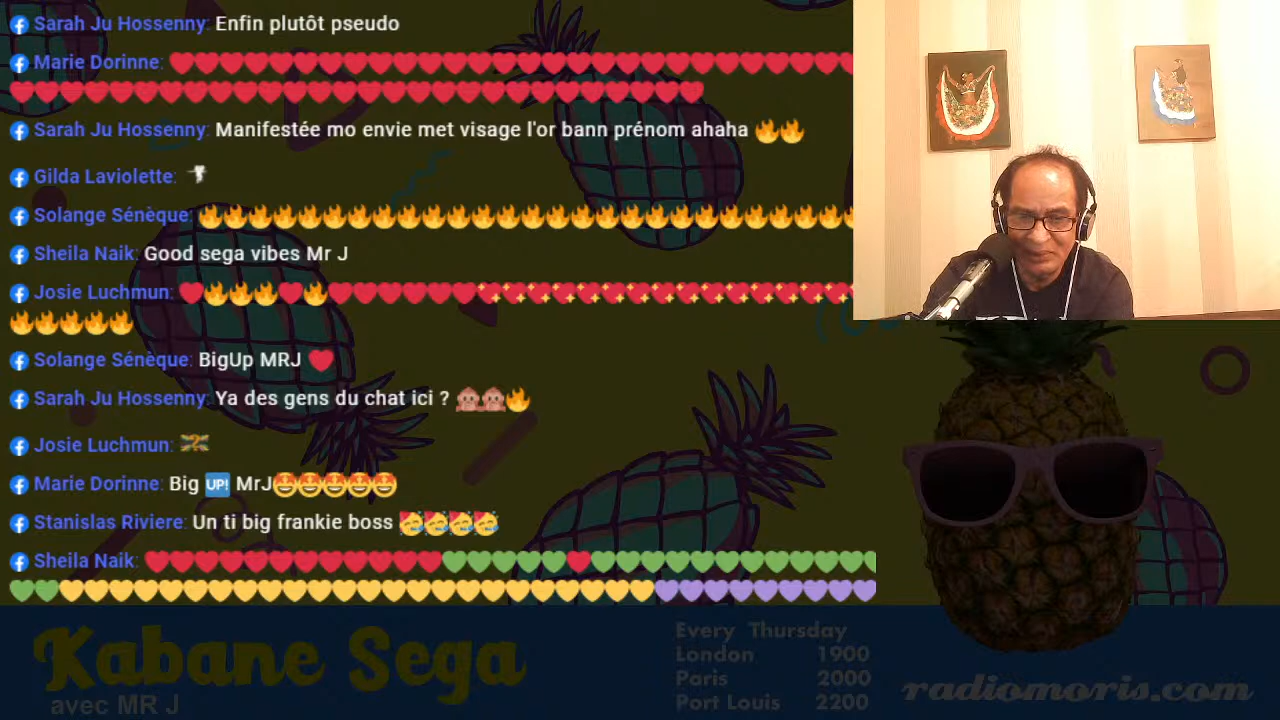 Sarah Ju Hossenny: Enfin plutôt pseudo
Marie Dorinne: ❤❤❤❤❤❤❤❤❤❤❤❤❤❤❤❤❤❤❤❤❤❤❤❤❤❤❤
❤❤❤❤❤❤❤❤❤❤❤❤❤❤❤❤❤❤❤❤❤❤❤❤❤❤❤❤
Sarah Ju Hossenny: Manifestée mo envie met visage l'or bann prénom ahaha 🔥🔥
Gilda Laviolette:
Solange Sénèque: 🔥🔥🔥🔥🔥🔥🔥🔥🔥🔥🔥🔥🔥🔥🔥🔥🔥🔥🔥🔥🔥🔥🔥🔥🔥🔥🔥
Sheila Naik: Good sega vibes Mr J
Josie Luchmun: ❤🔥🔥🔥❤🔥❤❤❤❤❤❤💖💖💖💖💖💖💖💖💖💖💖💖💖💖💖
🔥🔥🔥🔥🔥
Solange Sénèque: BigUp MRJ ❤
Sarah Ju Hossenny: Ya des gens du chat ici ? 🙊🙊🔥
Josie Luchmun:
Marie Dorinne: Big 🆙 MrJ🤩🤩🤩🤩🤩
Stanislas Riviere: Un ti big frankie boss 🥳🥳🥳🥳
Sheila Naik: ❤❤❤❤❤❤❤❤❤❤❤❤💚💚💚💚💚❤💚💚💚💚💚💚💚💚💚💚💚💚
💚💚💛💛💛💛💛💛💛💛💛💛💛💛💛💛💛💛💛💛💛💛💛💛💛💛💜💜💜💜💜💜💜💜💜
Kabane Sega
avec MR J
Every Thursday
London 1900
Paris 2000
Port Louis 2200
radiomoris.com